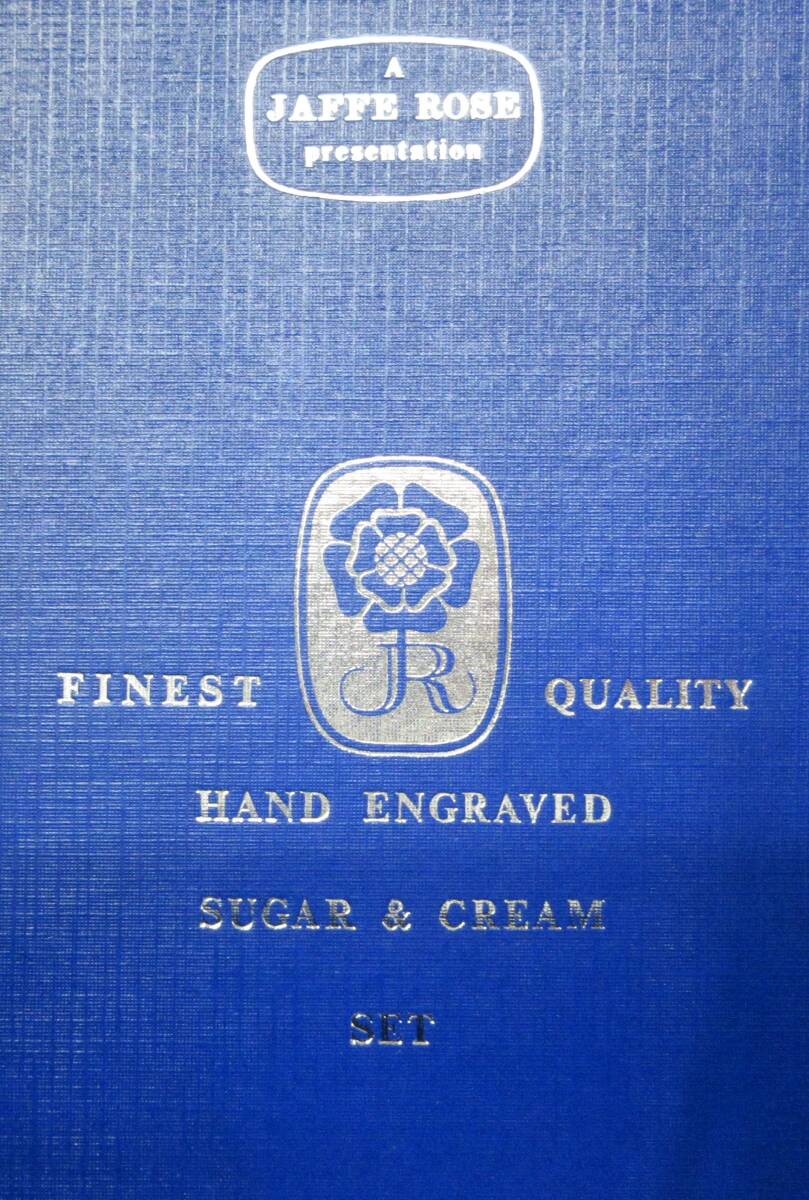 A
JAFFE ROSE
presentation
JR
FINEST QUALITY
HAND ENGRAVED
SUGAR & CREAM
SET